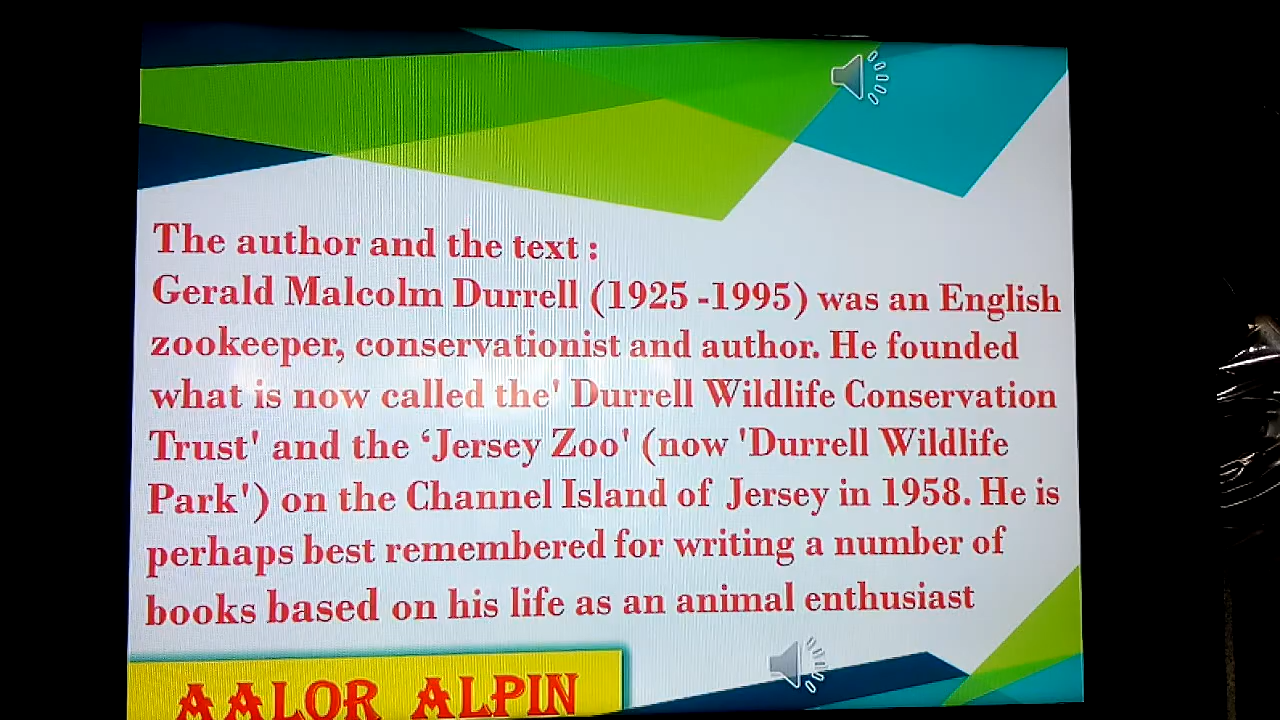 The author and the text :
Gerald Malcolm Durrell (1925 -1995) was an English
zookeeper, conservationist and author. He founded
what is now called the' Durrell Wildlife Conservation
Trust' and the ‘Jersey Zoo' (now 'Durrell Wildlife
Park') on the Channel Island of Jersey in 1958. He is
perhaps best remembered for writing a number of
books based on his life as an animal enthusiast
AALOR ALPIN